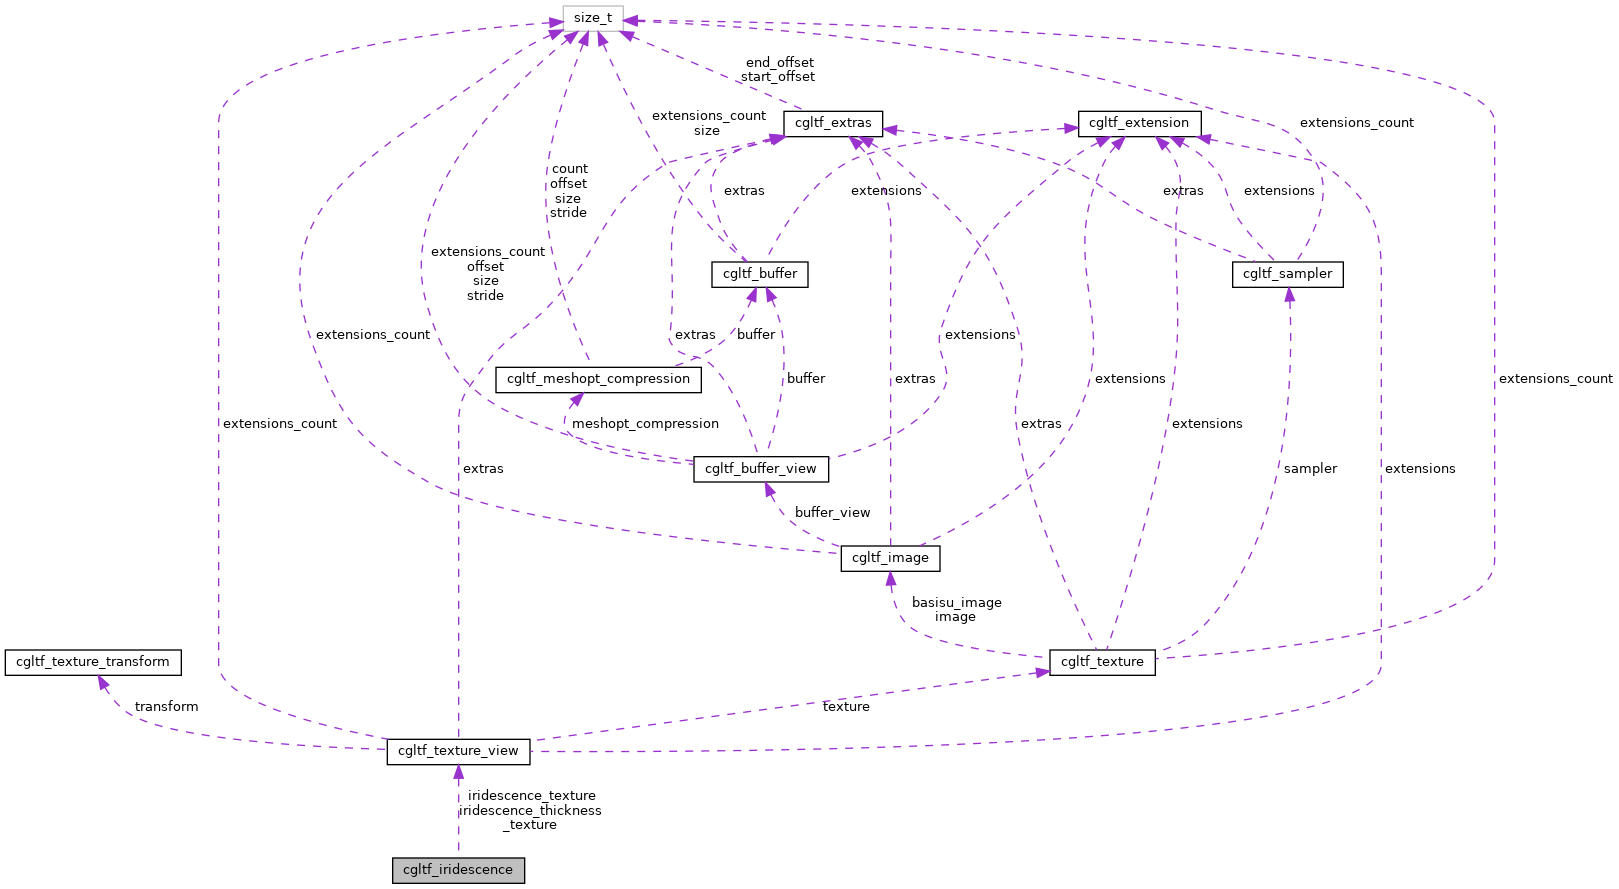 size_t
end_offset
start_offset
extensions_count
size
cgltf_extras
cgltf_extension
extensions_count
count
offset
size
stride
extras
extensions
extras
extensions
extensions_count
offset
size
stride
cgltf_buffer
cgltf_sampler
extensions_count
extras
buffer
extensions
cgltf_meshopt_compression
buffer
extras
extensions
extensions_count
extensions_count
meshopt_compression
extras
extensions
extras
cgltf_buffer_view
sampler
extensions
buffer_view
cgltf_image
basisu_image
image
cgltf_texture_transform
cgltf_texture
transform
texture
cgltf_texture_view
iridescence_texture
iridescence_thickness
_texture
cgltf_iridescence